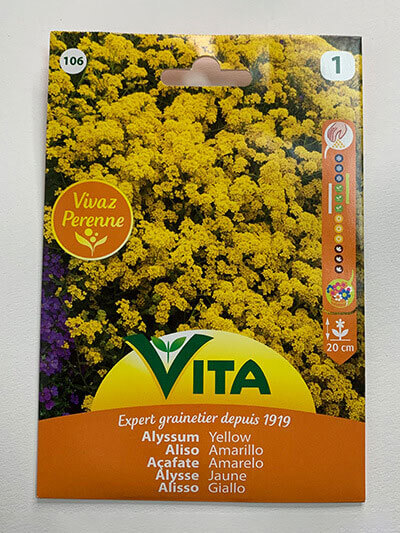 106
1
Vivaz
Perenne
20 cm
VITA
Expert grainetier depuis 1919
Alyssum Yellow
Aliso Amarillo
Açafate Amarelo
Alysse Jaune
Alisso Giallo